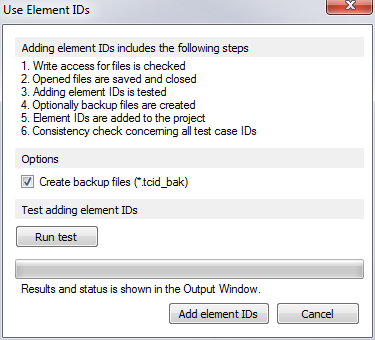 Use Element IDs
Adding element IDs includes the following steps
1. Write access for files is checked
2. Opened files are saved and closed
3. Adding element IDs is tested
4. Optionally backup files are created
5. Element IDs are added to the project
6. Consistency check concerning all test case IDs
Options
Create backup files (*.tcid_bak)
Test adding element IDs
Run test
Results and status is shown in the Output Window.
Add element IDs
Cancel